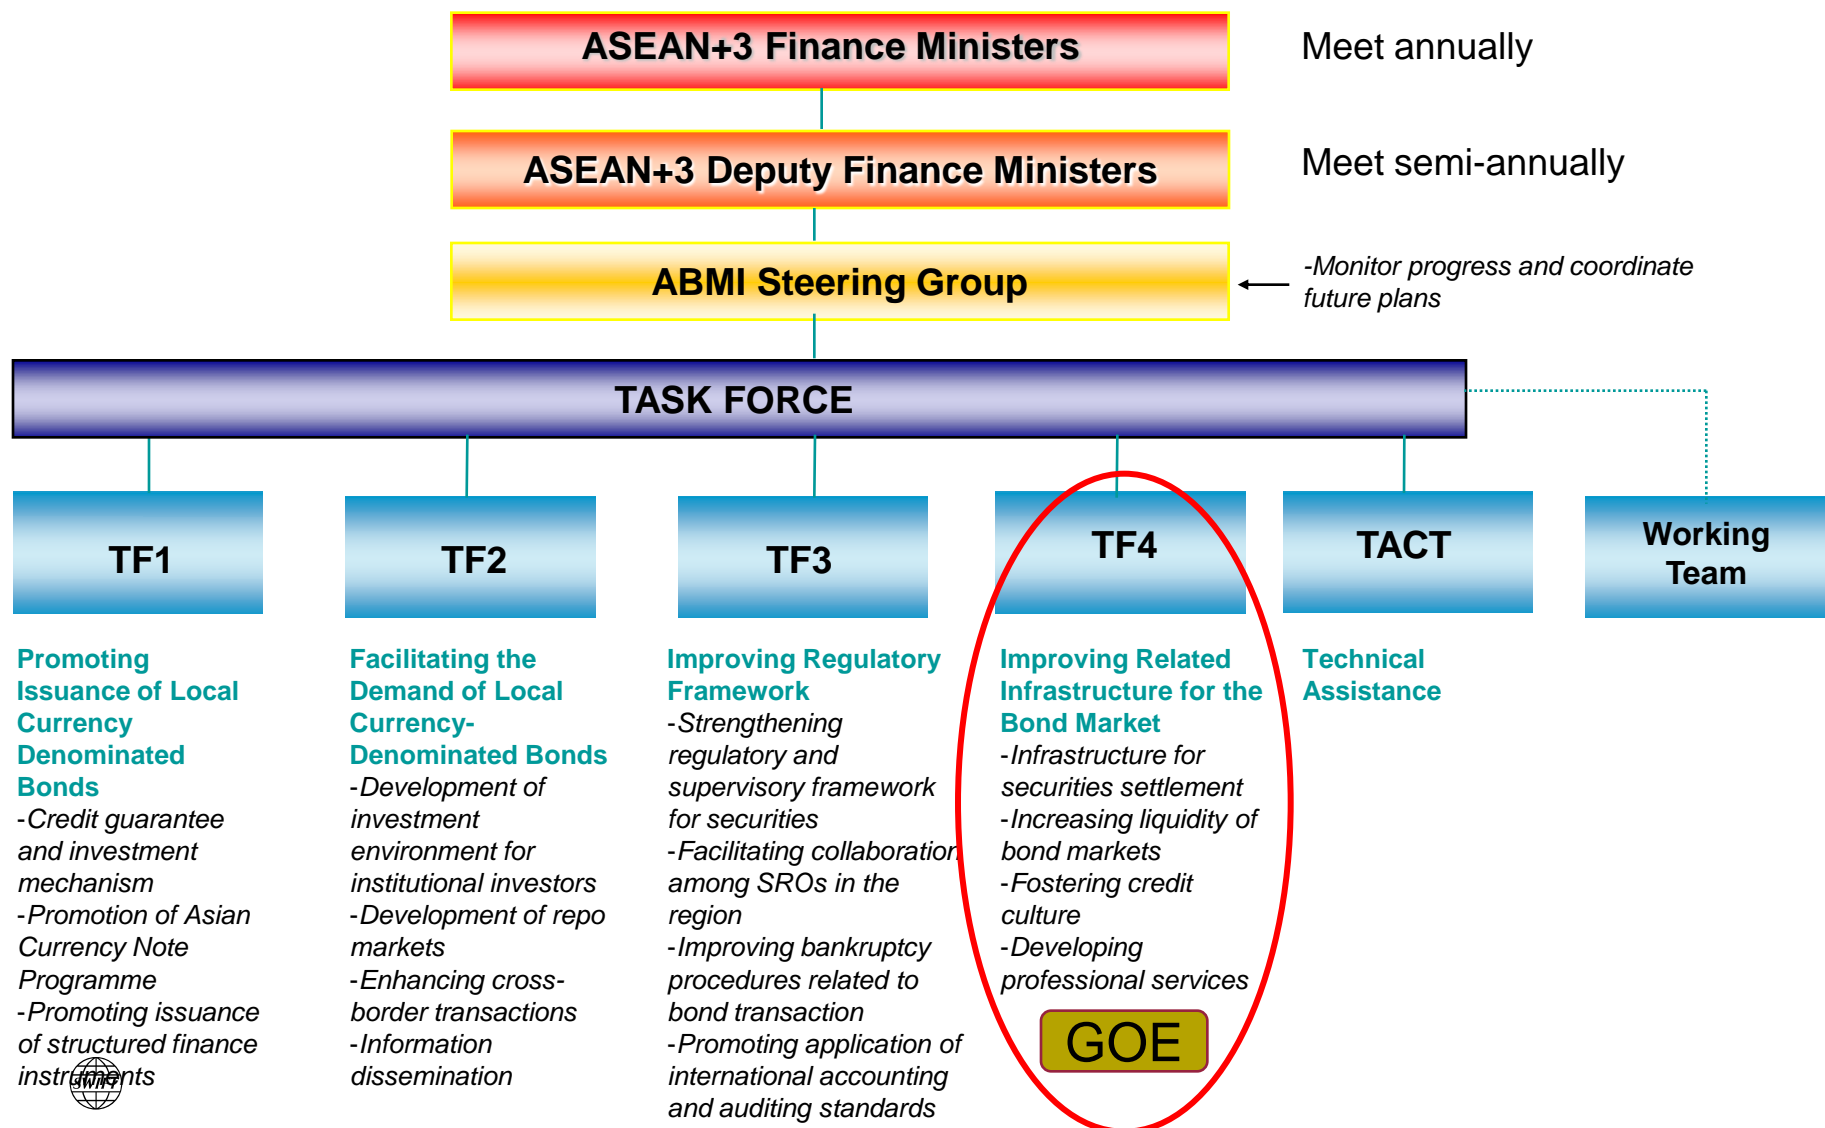 ASEAN+3 Finance Ministers
Meet annually
ASEAN+3 Deputy Finance Ministers
Meet semi-annually
ABMI Steering Group
-Monitor progress and coordinate
future plans
TASK FORCE
TF1
TF2
TF3
TF4
TACT
Working
Team
Promoting
Issuance of Local
Currency
Denominated
Bonds
-Credit guarantee
and investment
mechanism
-Promotion of Asian
Currency Note
Programme
-Promoting issuance
of structured finance
instruments
SWIFT
Facilitating the
Demand of Local
Currency-
Denominated Bonds
-Development of
investment
environment for
institutional investors
-Development of repo
markets
-Enhancing cross-
border transactions
-Information
dissemination
Improving Regulatory
Framework
-Strengthening
regulatory and
supervisory framework
for securities
-Facilitating collaboration
among SROs in the
region
-Improving bankruptcy
procedures related to
bond transaction
-Promoting application of
international accounting
and auditing standards
Improving Related
Infrastructure for the
Bond Market
-Infrastructure for
securities settlement
-Increasing liquidity of
bond markets
-Fostering credit
culture
-Developing
professional services
GOE
Technical
Assistance